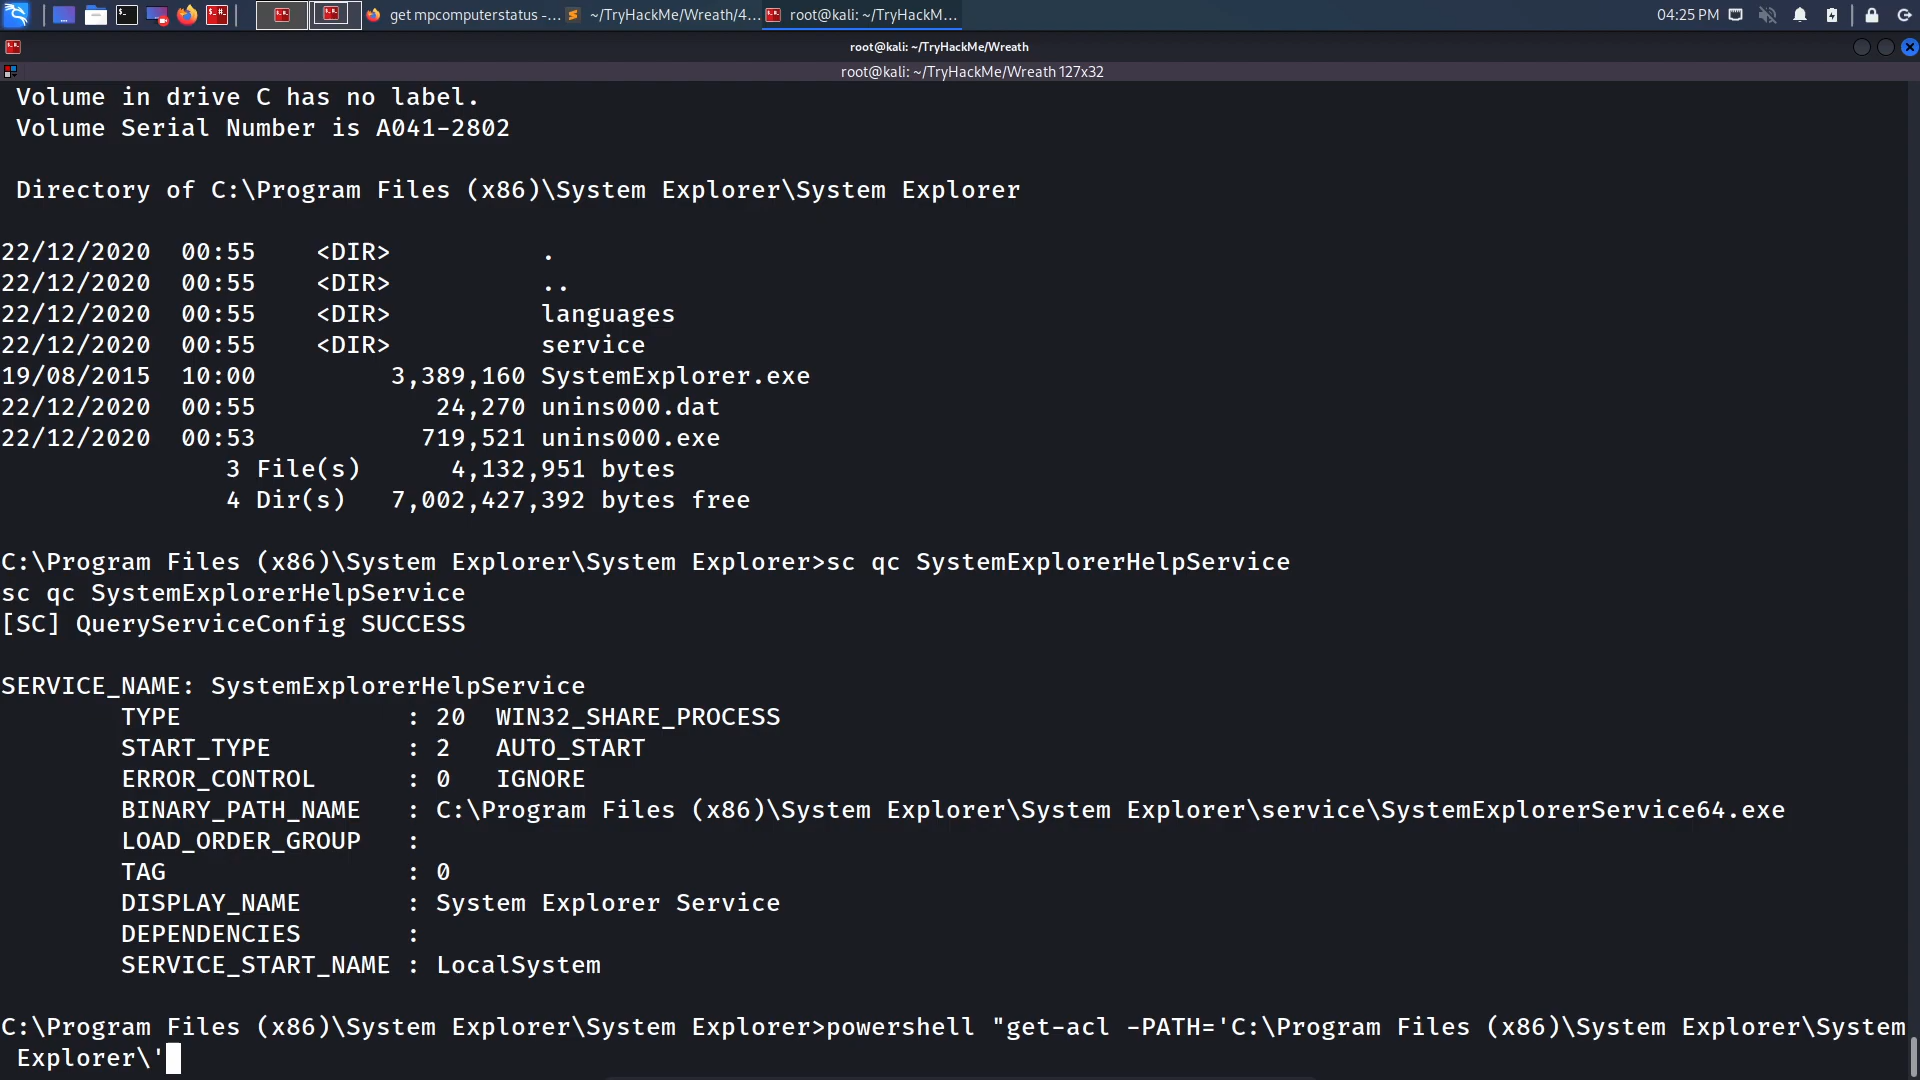 get mpcomputerstatus -...
~/TryHackMe/Wreath/4...
root@kali: ~/TryHackM...
04:25 PM
root@kali: ~/TryHackMe/Wreath
root@kali: ~/TryHackMe/Wreath 127x32
Volume in drive C has no label.
Volume Serial Number is A041-2802
Directory of C:\Program Files (x86)\System Explorer\System Explorer
22/12/2020  00:55    <DIR>          .
22/12/2020  00:55    <DIR>          ..
22/12/2020  00:55    <DIR>          languages
22/12/2020  00:55    <DIR>          service
19/08/2015  10:00         3,389,160 SystemExplorer.exe
22/12/2020  00:55            24,270 unins000.dat
22/12/2020  00:53           719,521 unins000.exe
3 File(s)      4,132,951 bytes
4 Dir(s)   7,002,427,392 bytes free
C:\Program Files (x86)\System Explorer\System Explorer>sc qc SystemExplorerHelpService
sc qc SystemExplorerHelpService
[SC] QueryServiceConfig SUCCESS
SERVICE_NAME: SystemExplorerHelpService
TYPE               : 20  WIN32_SHARE_PROCESS
START_TYPE         : 2   AUTO_START
ERROR_CONTROL      : 0   IGNORE
BINARY_PATH_NAME   : C:\Program Files (x86)\System Explorer\System Explorer\service\SystemExplorerService64.exe
LOAD_ORDER_GROUP   :
TAG                : 0
DISPLAY_NAME       : System Explorer Service
DEPENDENCIES       :
SERVICE_START_NAME : LocalSystem
C:\Program Files (x86)\System Explorer\System Explorer>powershell "get-acl -PATH='C:\Program Files (x86)\System Explorer\System
Explorer\'